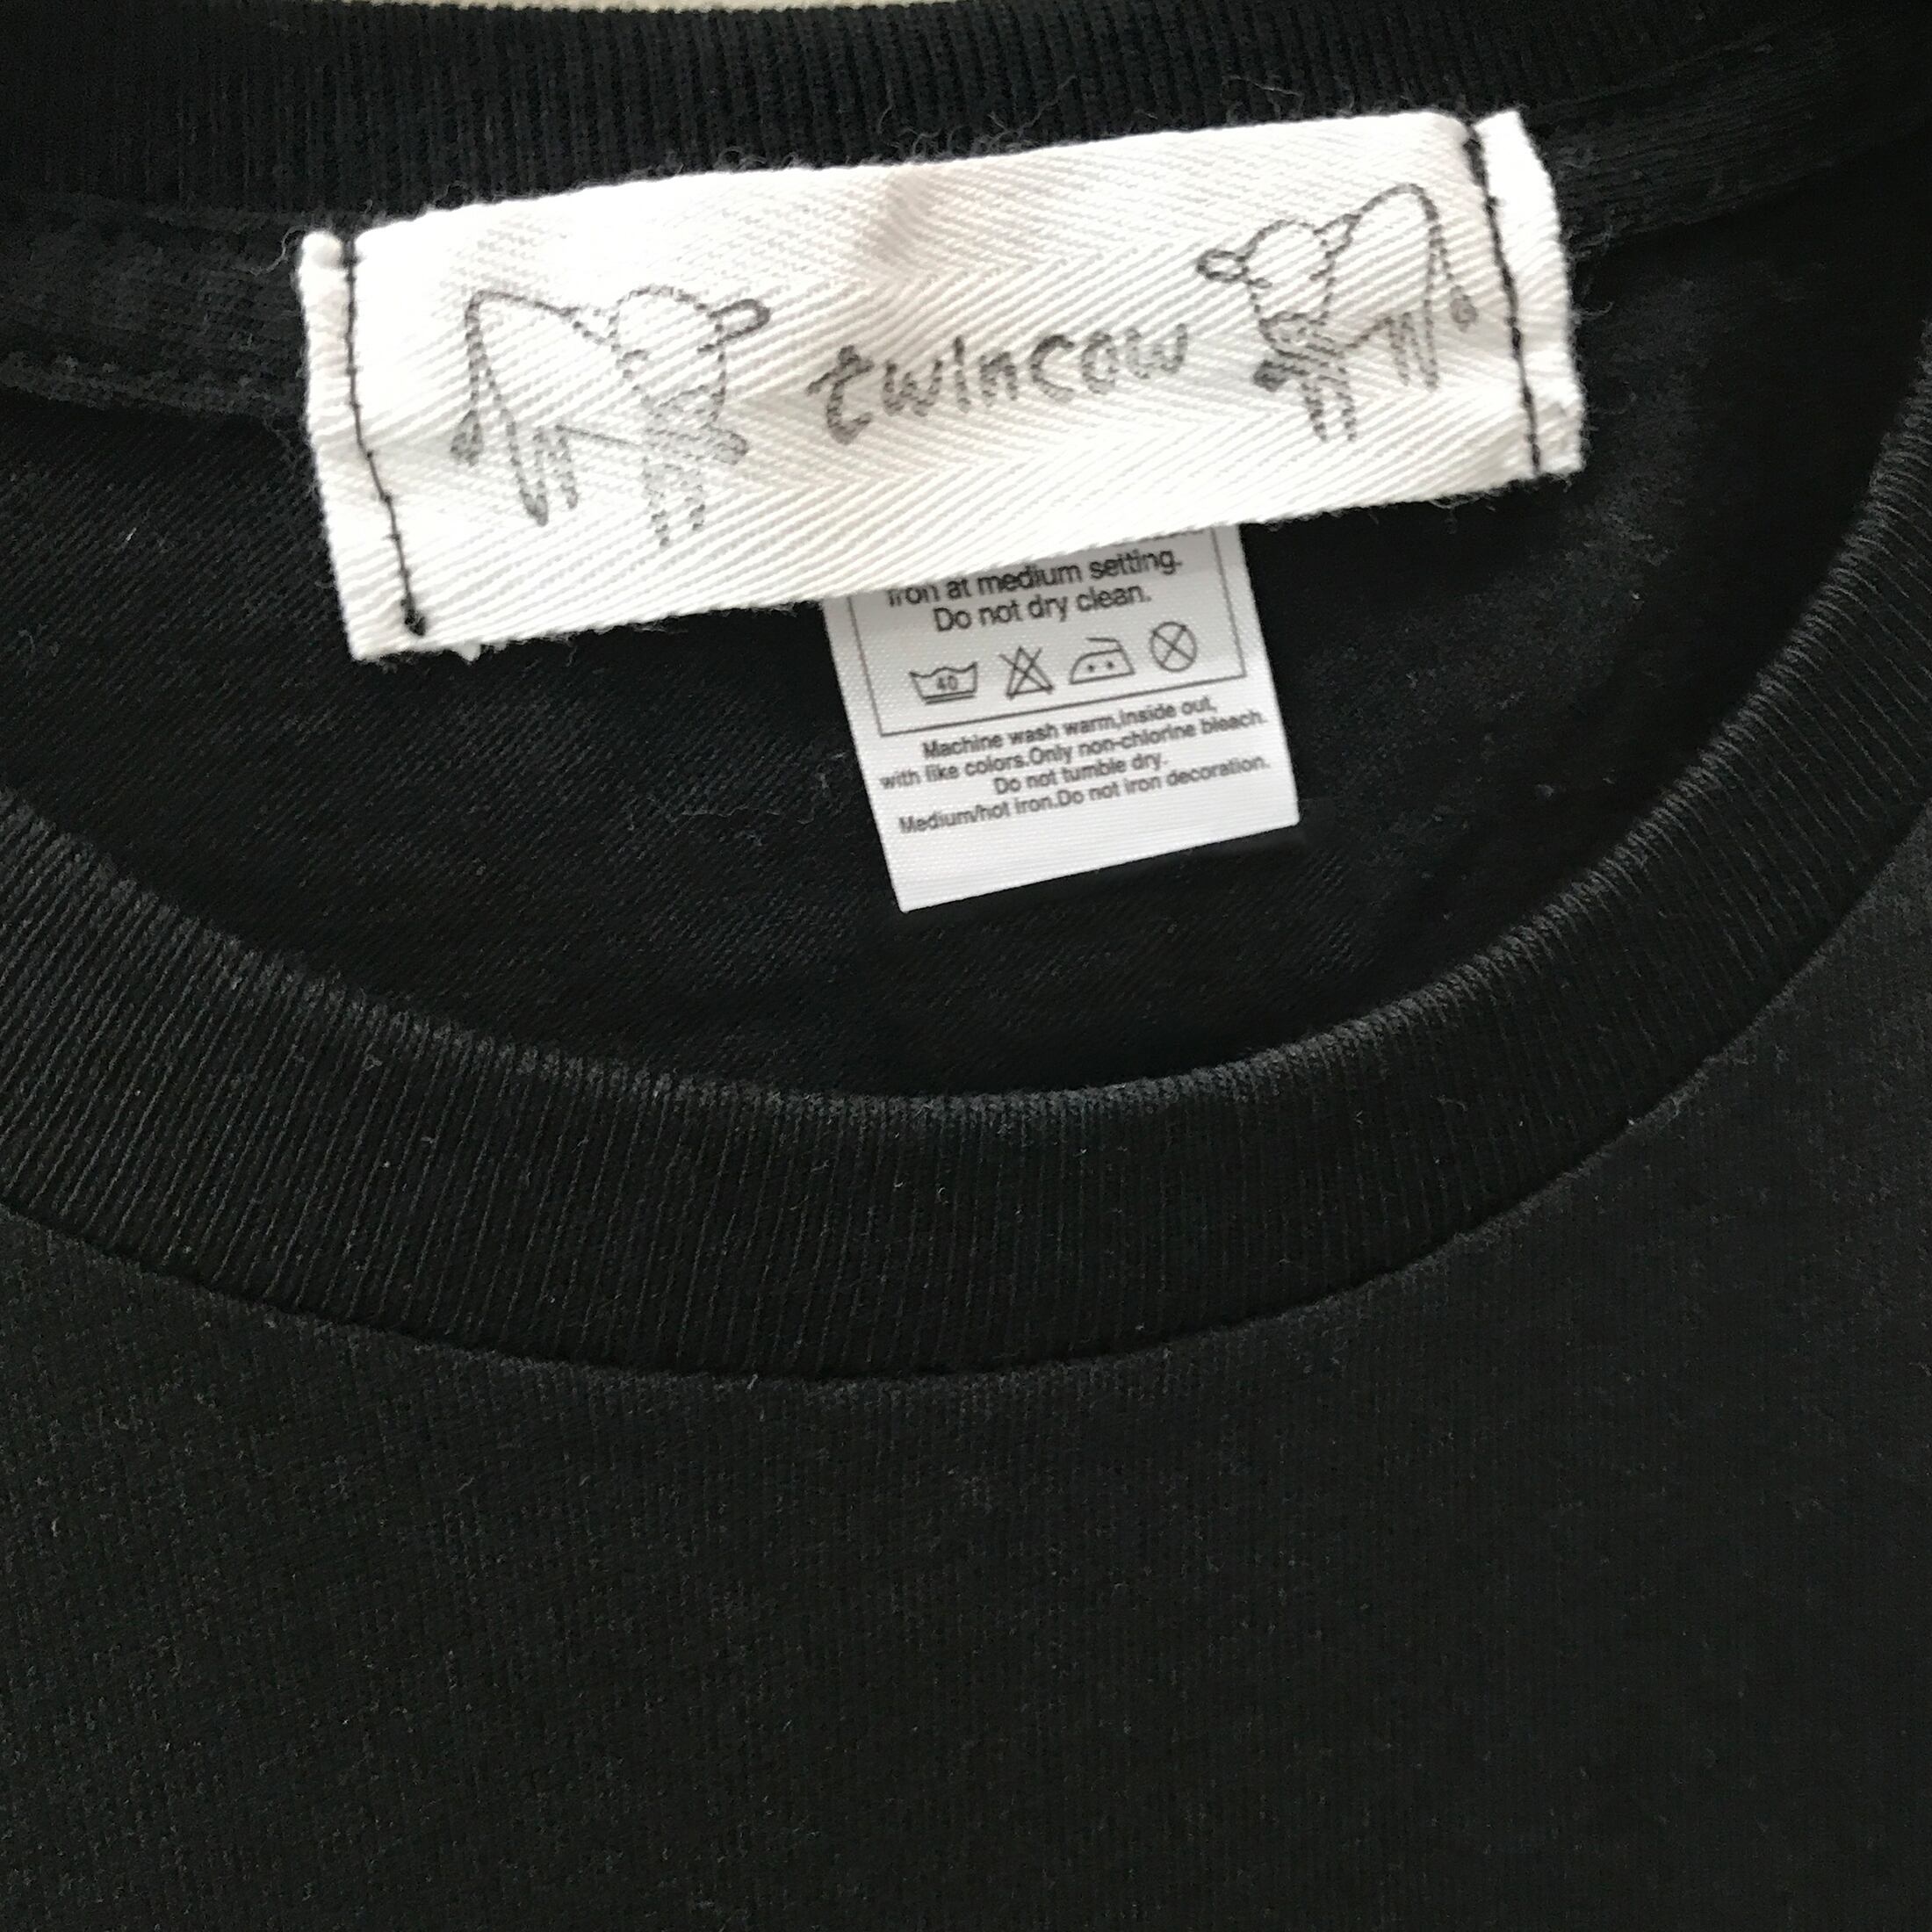 twincow
Iron at medium setting.
Do not dry clean.
40
Machine wash warm,Inside out,
with like colors.Only non-chlorine bleach.
Do not tumble dry.
Medium/hot iron.Do not iron decoration.